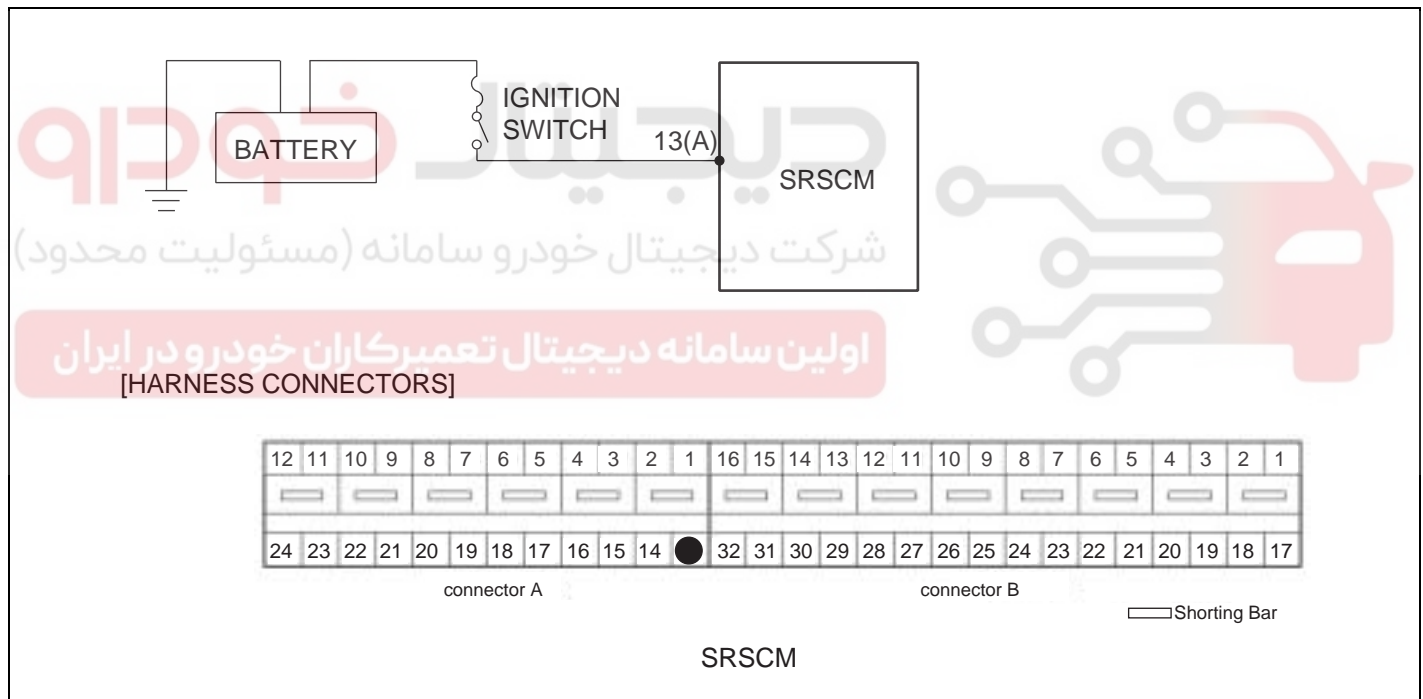 IGNITION
SWITCH
BATTERY
13(A)
SRSCM
دیجیتال خودرو
شرکت دیجیتال خودرو سامانه (مسئولیت محدود)
اولین سامانه دیجیتال تعمیرکاران خودرو در ایران
[HARNESS CONNECTORS]
12 11 10 9 8 7 6 5 4 3 2 1 16 15 14 13 12 11 10 9 8 7 6 5 4 3 2 1
24 23 22 21 20 19 18 17 16 15 14 32 31 30 29 28 27 26 25 24 23 22 21 20 19 18 17
connector A connector B
Shorting Bar
SRSCM